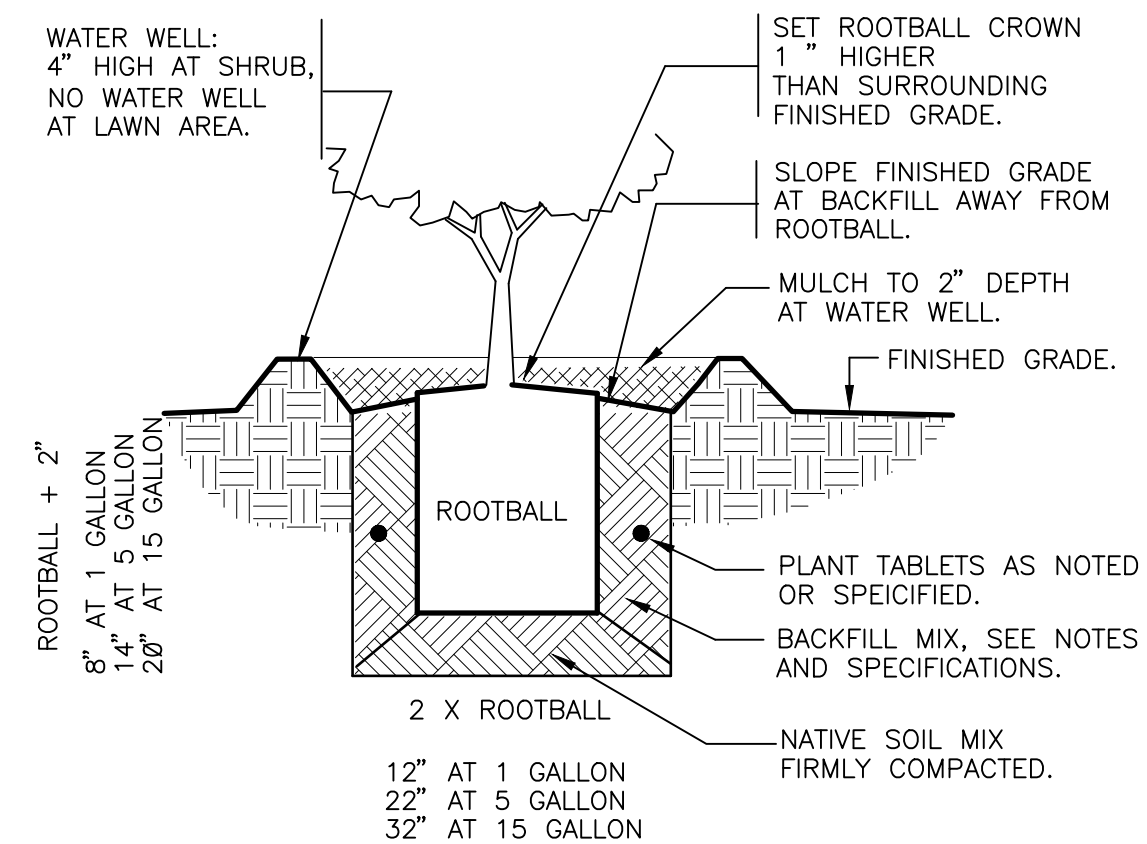 WATER WELL:
4" HIGH AT SHRUB,
NO WATER WELL
AT LAWN AREA.
SET ROOTBALL CROWN
1 " HIGHER
THAN SURROUNDING
FINISHED GRADE.
SLOPE FINISHED GRADE
AT BACKFILL AWAY FROM
ROOTBALL.
MULCH TO 2" DEPTH
AT WATER WELL.
FINISHED GRADE.
ROOTBALL + 2"
8" AT 1 GALLON
14" AT 5 GALLON
20" AT 15 GALLON
ROOTBALL
PLANT TABLETS AS NOTED
OR SPEICIFIED.
BACKFILL MIX, SEE NOTES
AND SPECIFICATIONS.
NATIVE SOIL MIX
FIRMLY COMPACTED.
2 X ROOTBALL
12" AT 1 GALLON
22" AT 5 GALLON
32" AT 15 GALLON